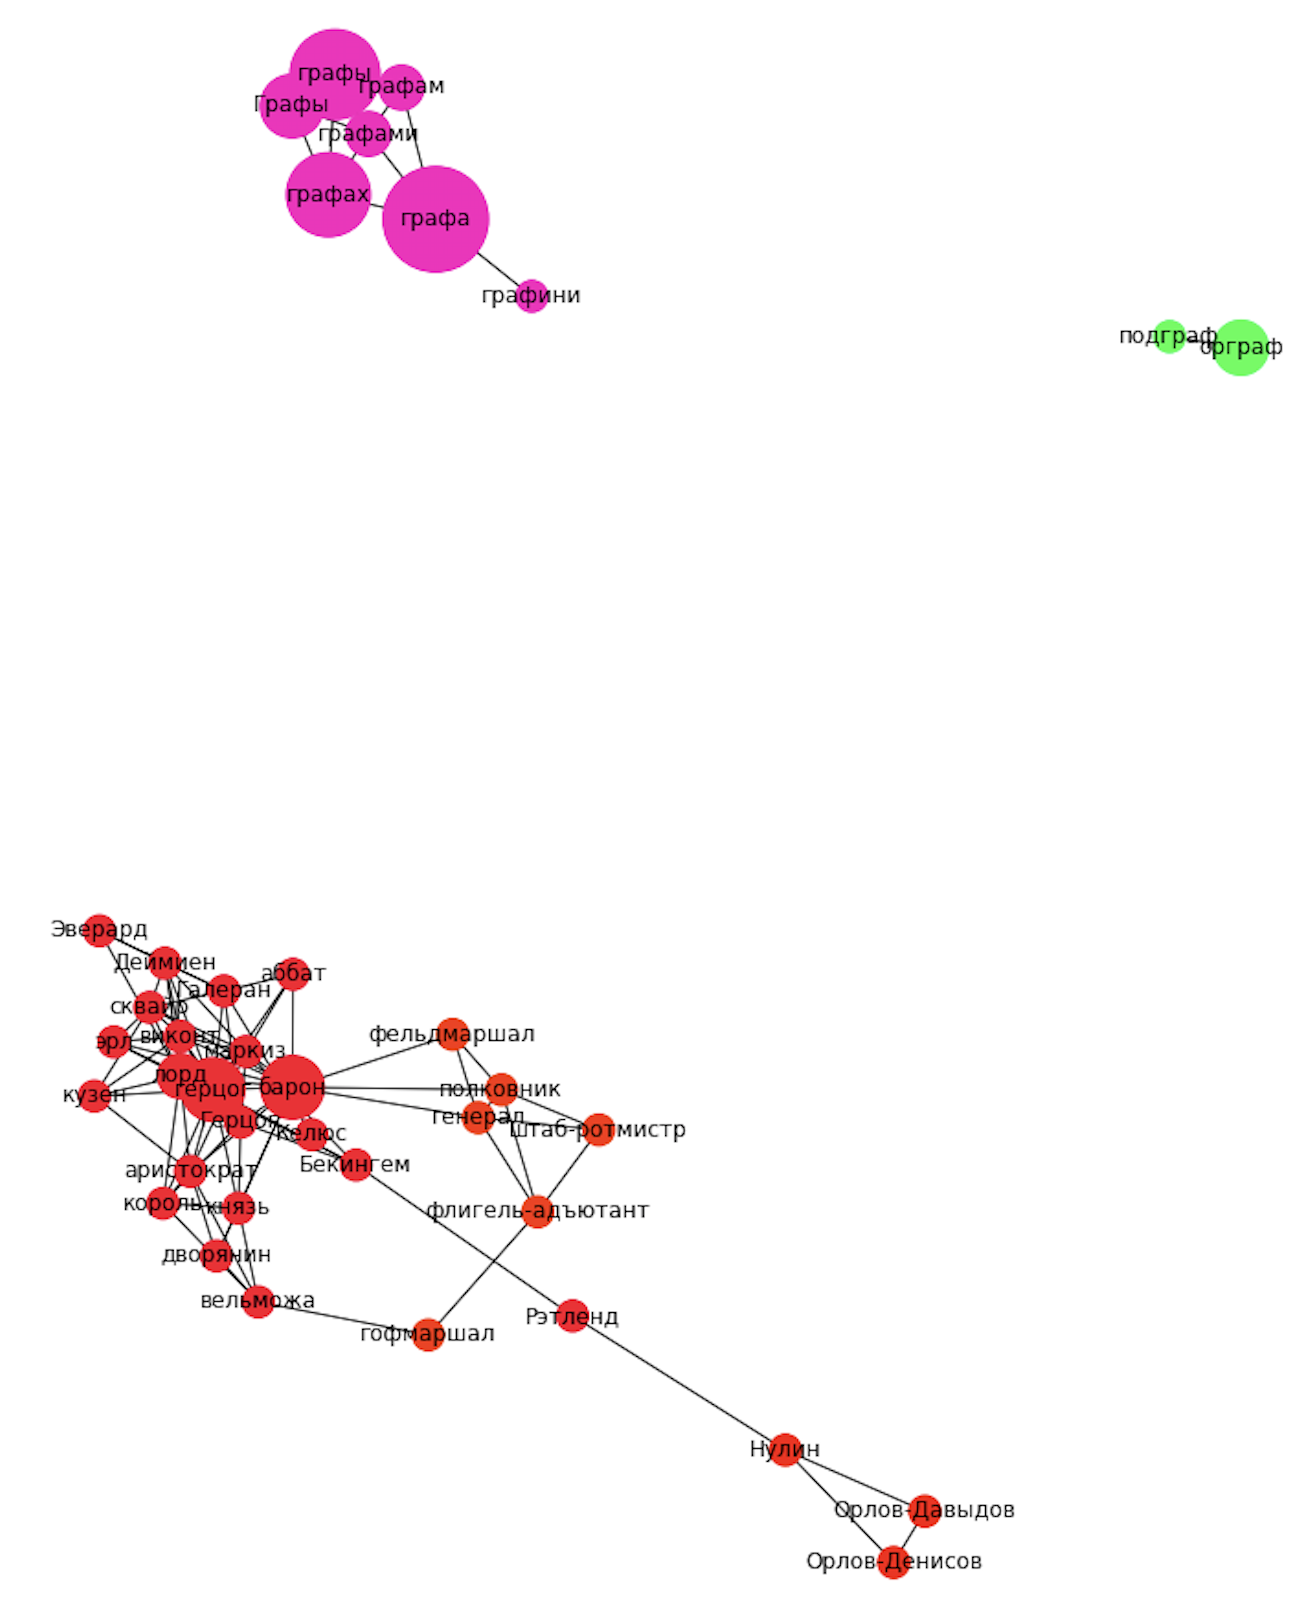 графы
графам
Графы
графами
графах
графа
графини
подграф
орграф
Эверард
Деймиен
аббат
Галеран
сквайр
виконт
эрл
маркиз
фельдмаршал
лорд
герцог
барон
кузен
полковник
генерал
Герцог
Келюс
штаб-ротмистр
Бекингем
аристократ
король
князь
флигель-адъютант
дворянин
вельможа
гофмаршал
Рэтленд
Нулин
Орлов-Давыдов
Орлов-Денисов